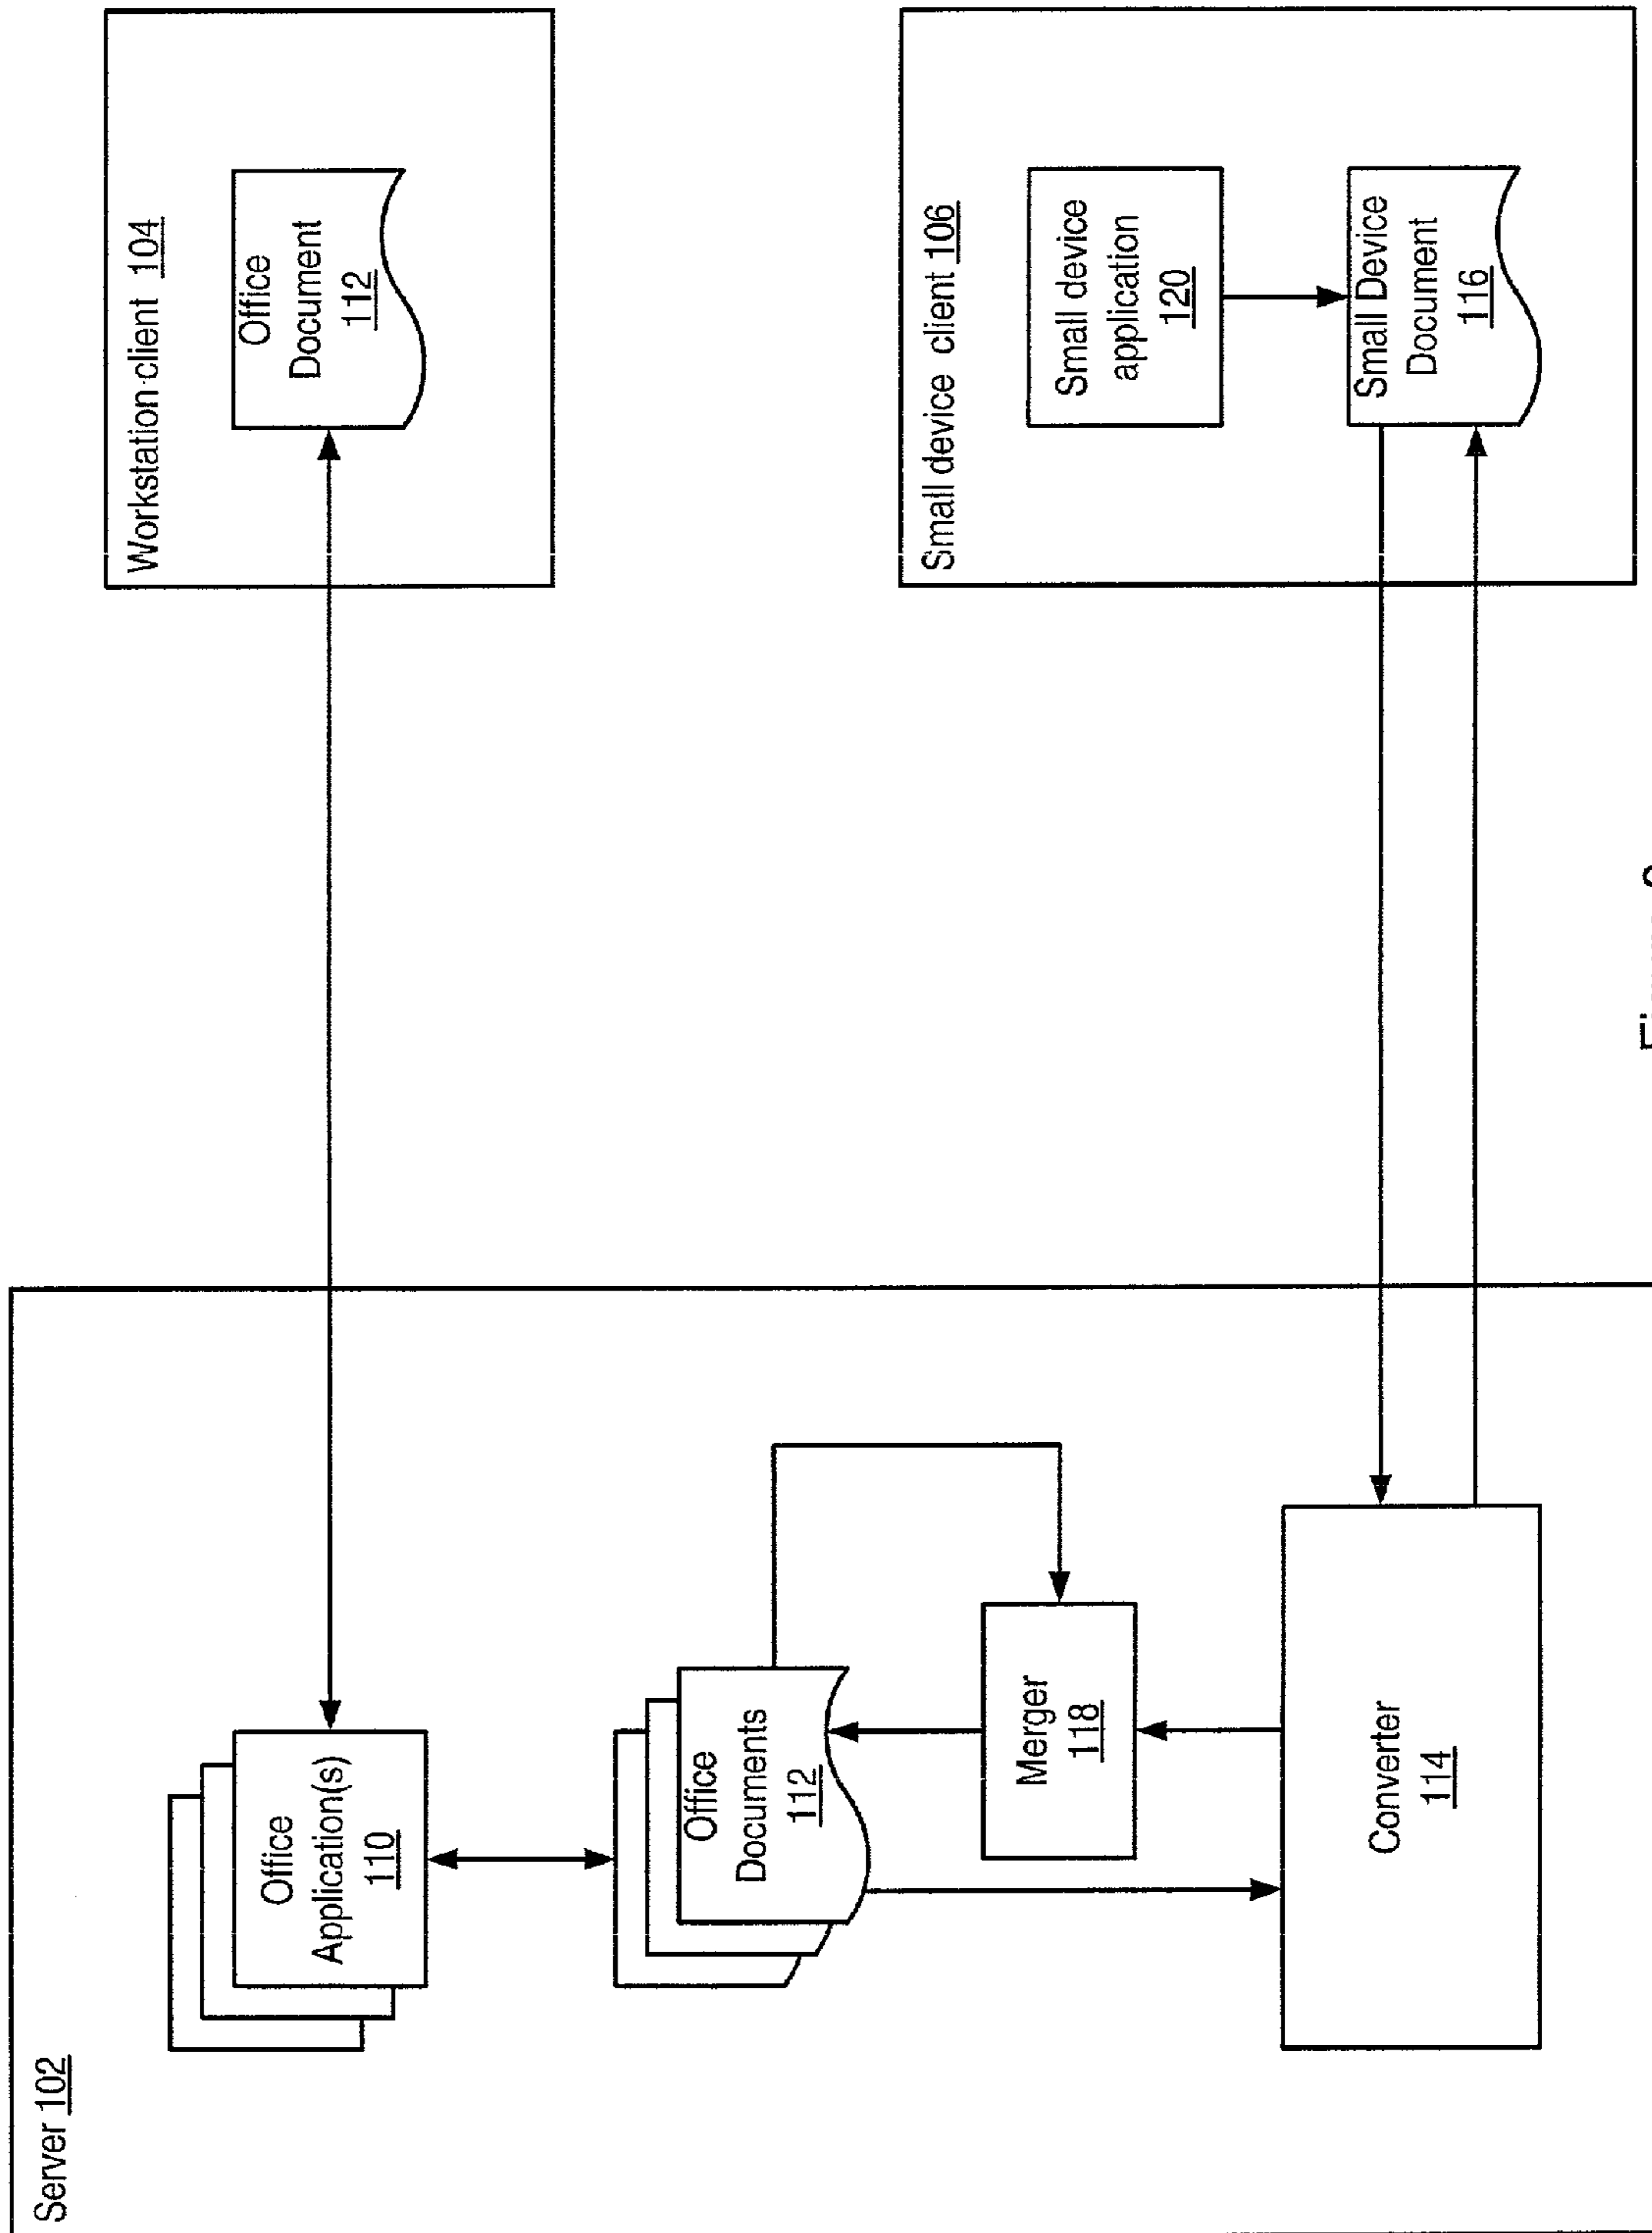 Server 102
Office
Application(s)
110
Office
Documents
112
Merger
118
Converter
114
Workstation client 104
Office
Document
112
Small device client 106
Small device
application
120
Small Device
Document
116